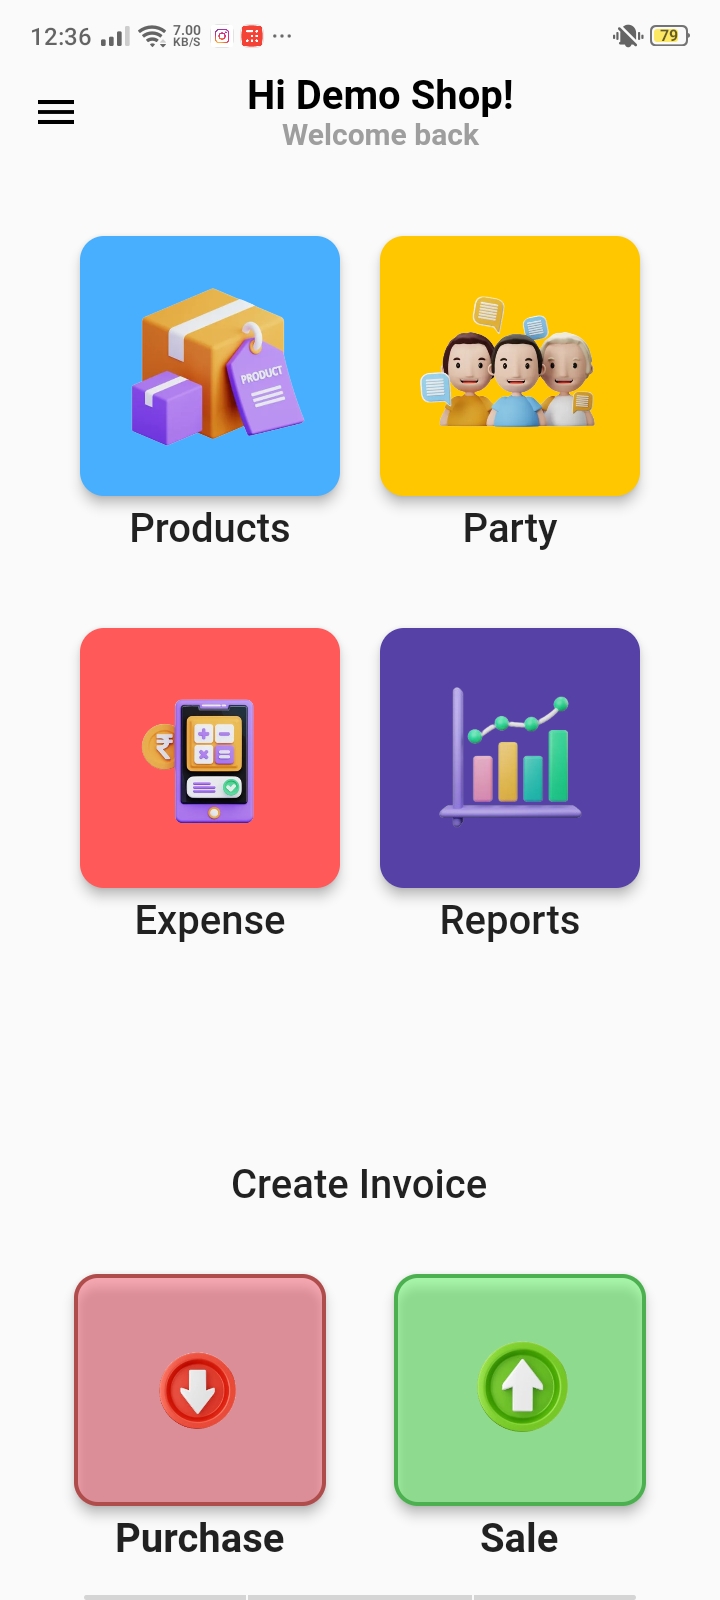 12:36 7.00 KB/S 79
Hi Demo Shop!
Welcome back
PRODUCT
Products Party
₹
Expense Reports
Create Invoice
Purchase Sale